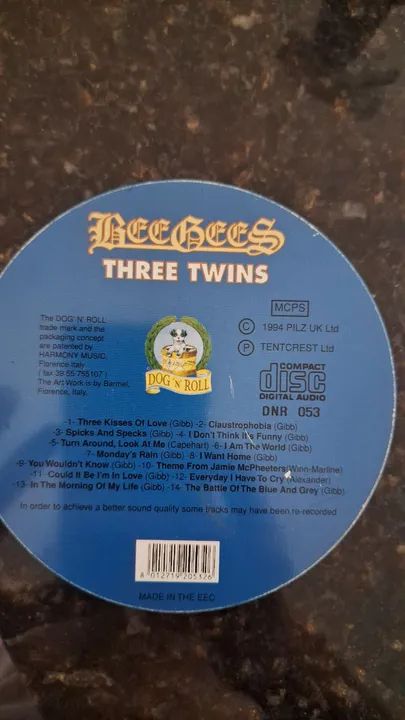 BEE GEES
THREE TWINS
The DOG 'N' ROLL
trade mark and the
packaging concept
are patented by
HARMONY MUSIC,
Florence Italy
( fax 39.55-755107 )
The Art Work is by Barmel,
Florence, Italy.
DOG 'N' ROLL
MCPS
C 1994 PILZ UK Ltd
P TENTCREST Ltd
COMPACT
disc
DIGITAL AUDIO
DNR 053
-1- Three Kisses Of Love (Gibb) -2- Claustrophobia (Gibb)
-3- Spicks And Specks (Gibb) -4- I Don't Think It's Funny (Gibb)
-5- Turn Around, Look At Me (Capehart) -6- I Am The World (Gibb)
-7- Monday's Rain (Gibb) -8- I Want Home (Gibb)
-9- You Wouldn't Know (Gibb) -10- Theme From Jamie McPheeters (Winn-Marline)
-11- Could It Be I'm In Love (Gibb) -12- Everyday I Have To Cry (Alexander)
-13- In The Morning Of My Life (Gibb) -14- The Battle Of The Blue And Grey (Gibb)
In order to achieve a better sound quality some tracks may have been re-recorded
8 012719 205326
MADE IN THE EEC